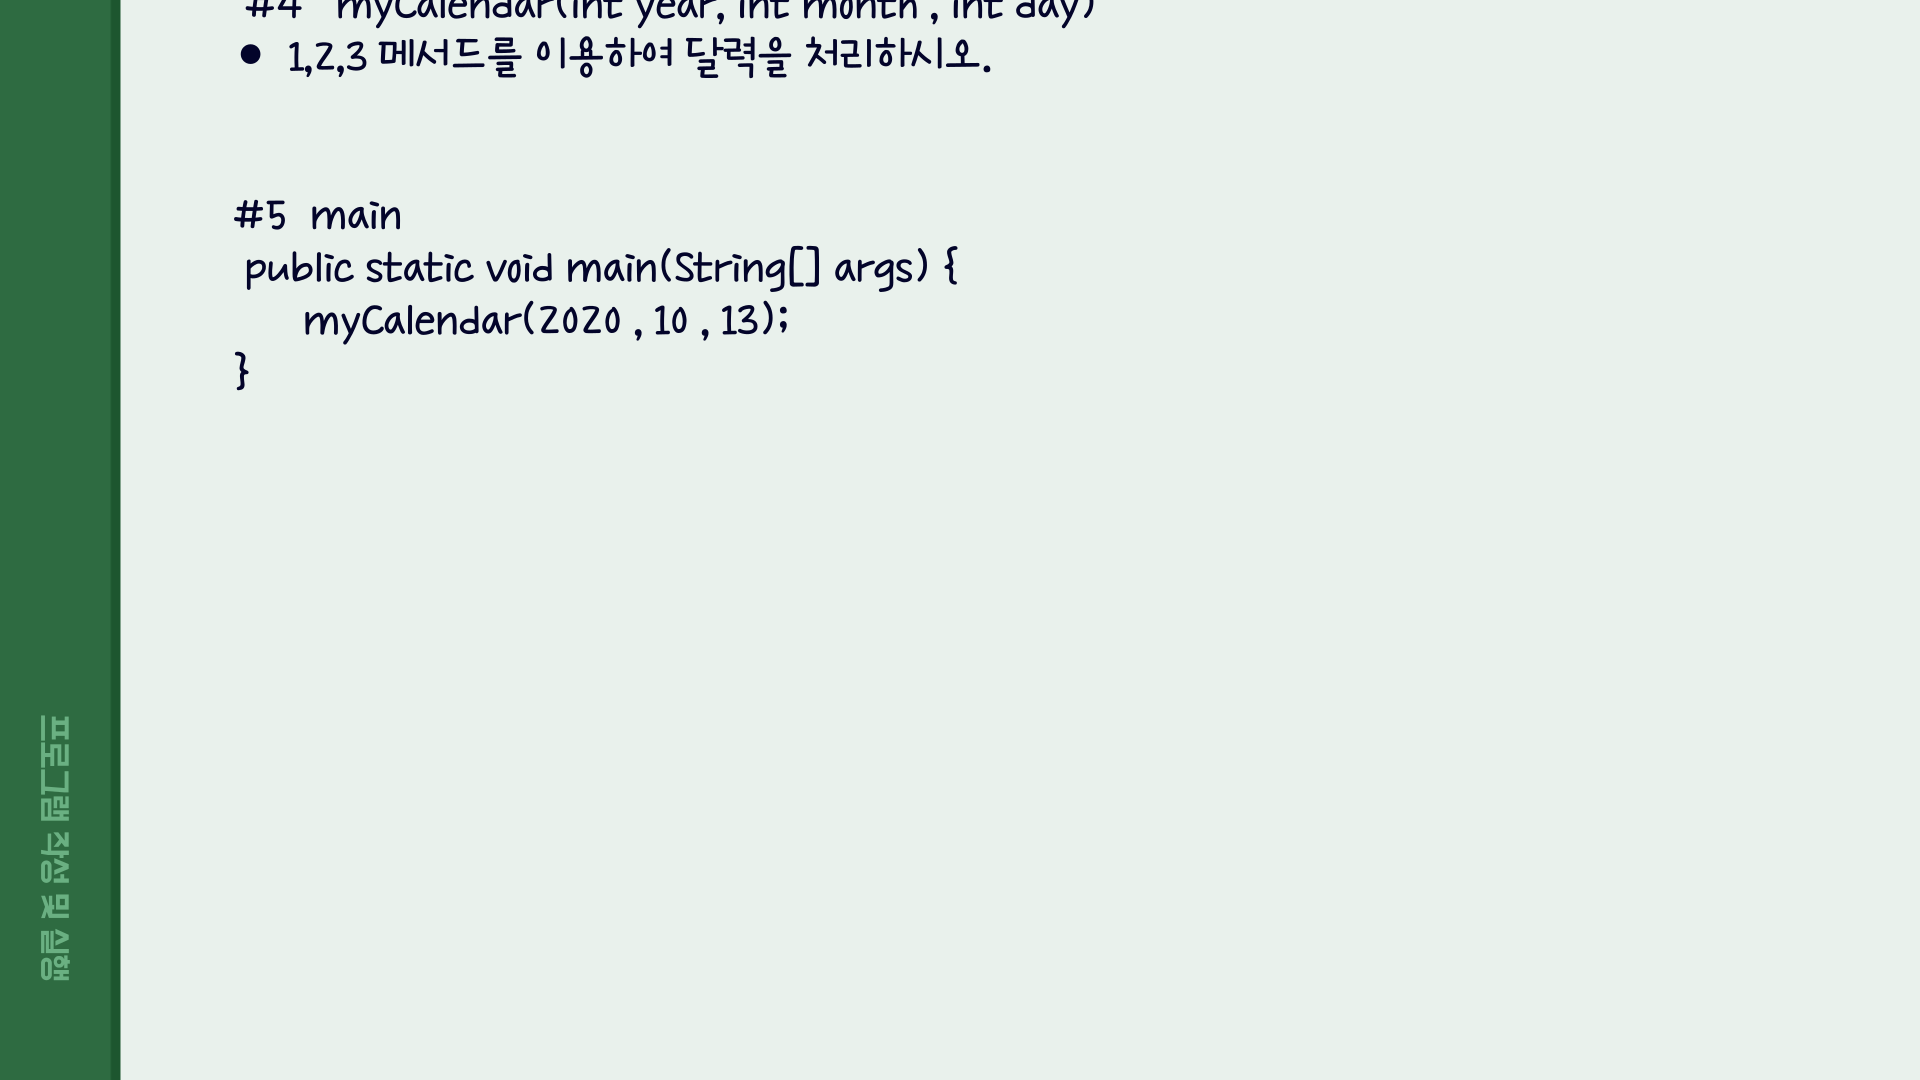 #4 myCalendar(int year, int month , int day)
● 1,2,3 메서드를 이용하여 달력을 처리하시오.
#5 main
public static void main(String[] args) {
myCalendar(2020 , 10 , 13);
}
프로그램 작성 및 실행